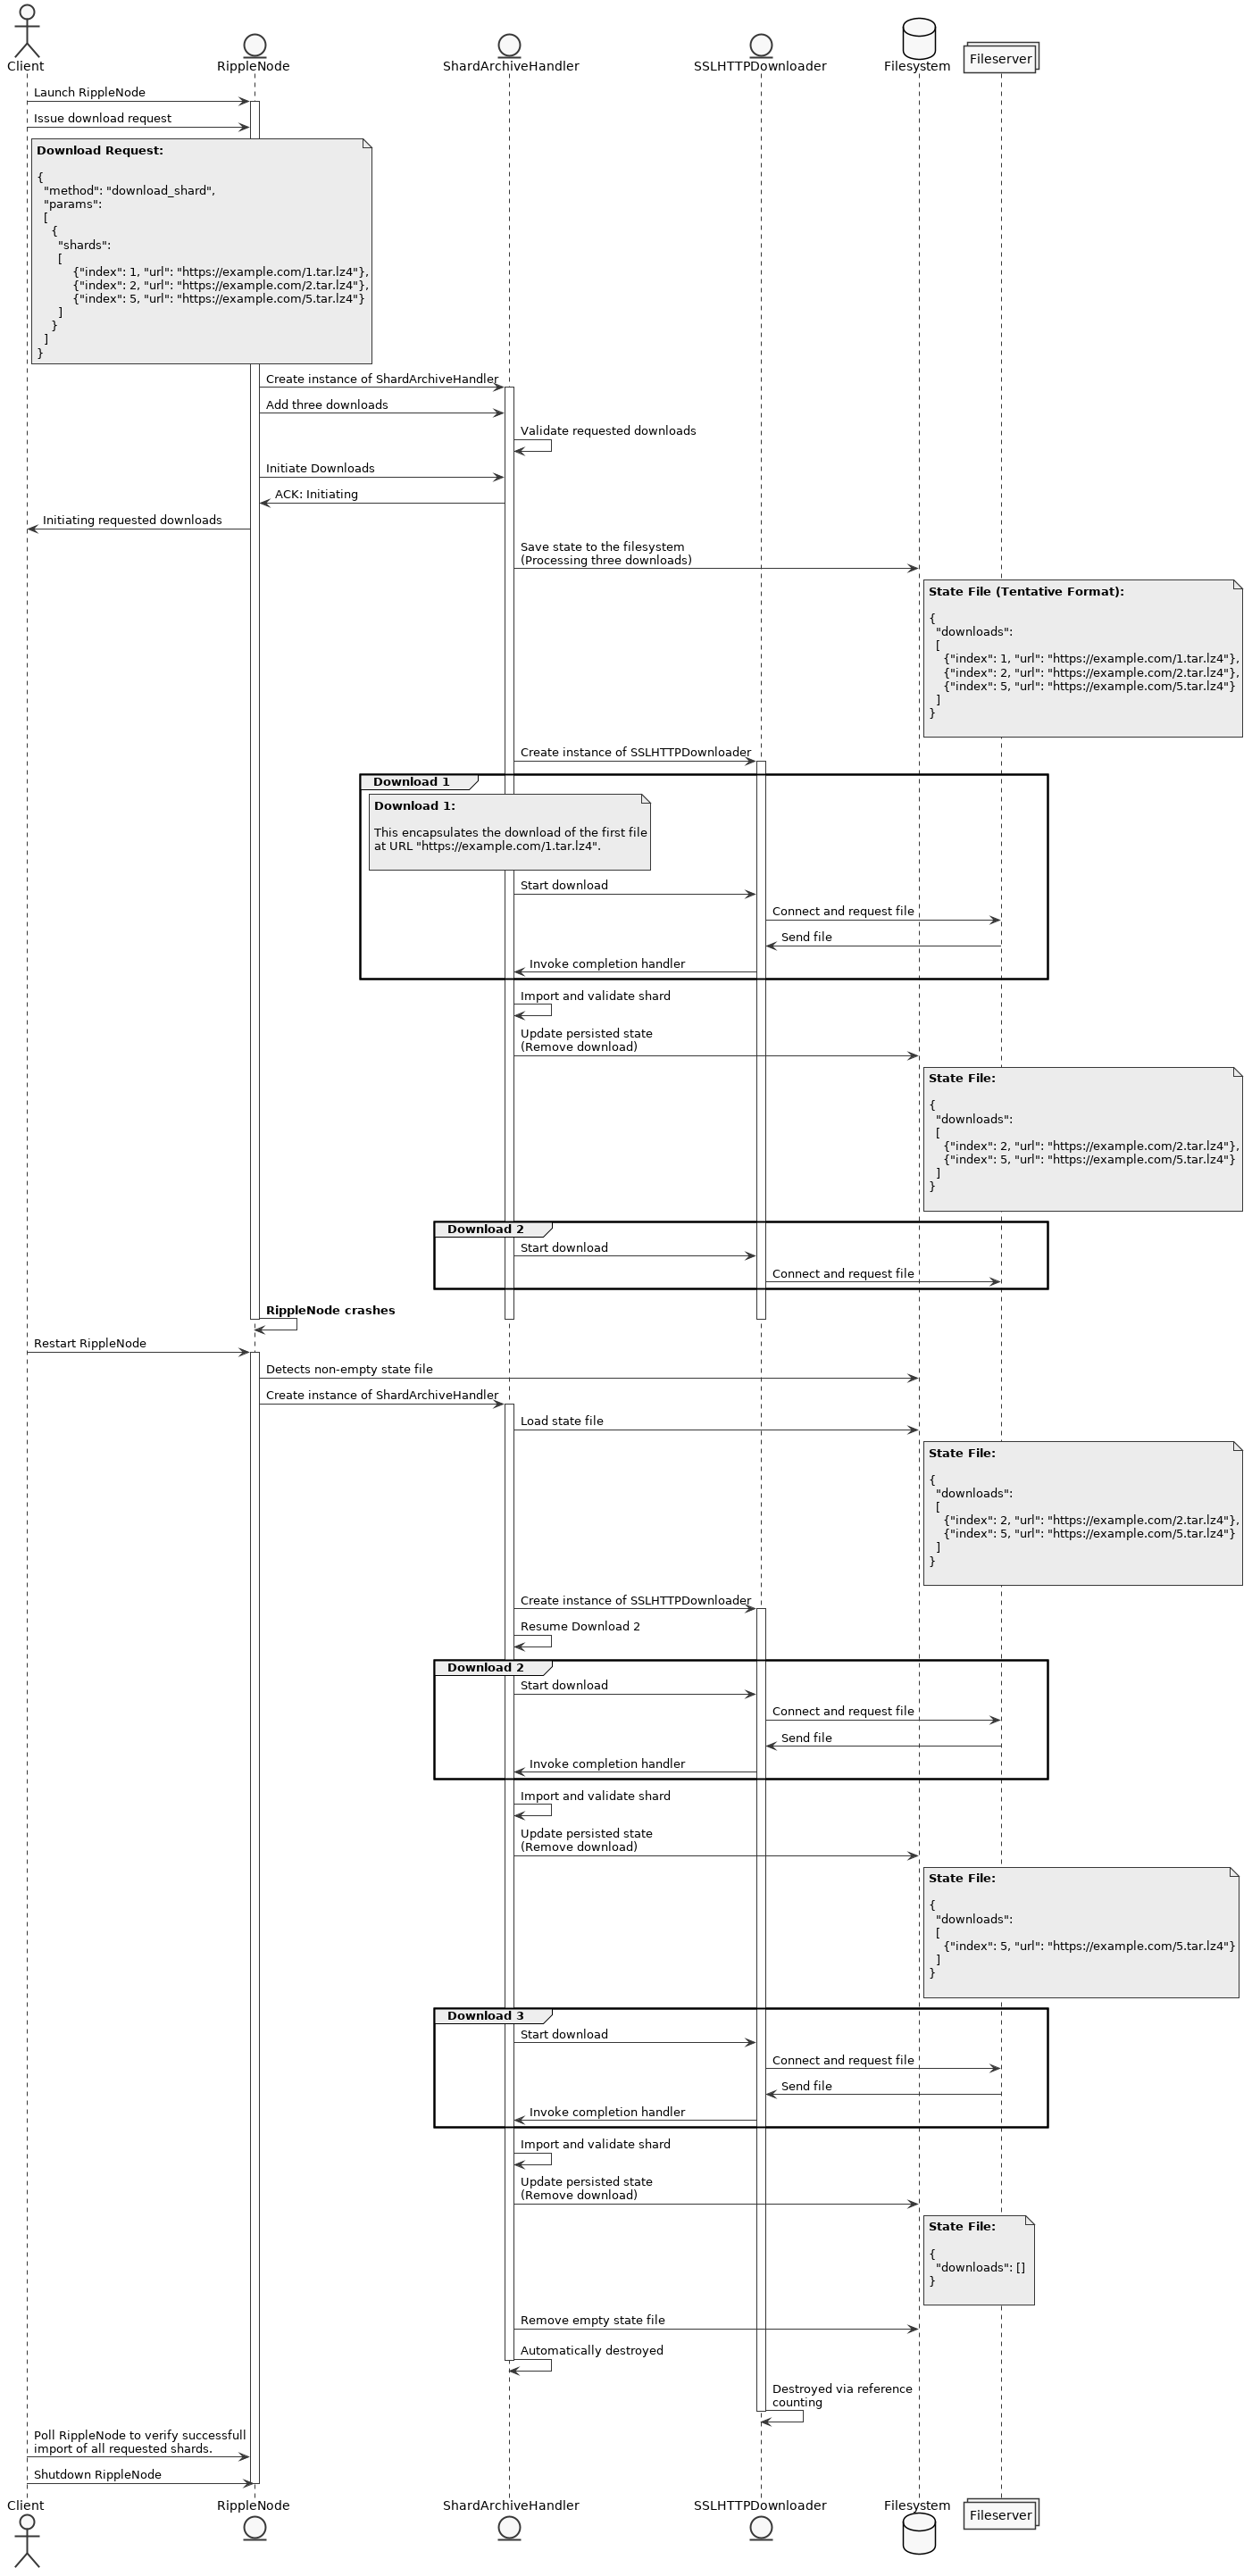 Client
RippleNode
ShardArchiveHandler
SSLHTTPDownloader
Filesystem
Fileserver
Launch RippleNode
Issue download request
Download Request:
{
"method": "download_shard",
"params":
[
{
"shards":
[
{"index": 1, "url": "https://example.com/1.tar.lz4"},
{"index": 2, "url": "https://example.com/2.tar.lz4"},
{"index": 5, "url": "https://example.com/5.tar.lz4"}
]
}
]
}
Create instance of ShardArchiveHandler
Add three downloads
Validate requested downloads
Initiate Downloads
ACK: Initiating
Initiating requested downloads
Save state to the filesystem
(Processing three downloads)
State File (Tentative Format):
{
"downloads":
[
{"index": 1, "url": "https://example.com/1.tar.lz4"},
{"index": 2, "url": "https://example.com/2.tar.lz4"},
{"index": 5, "url": "https://example.com/5.tar.lz4"}
]
}
Create instance of SSLHTTPDownloader
Download 1
Download 1:
This encapsulates the download of the first file
at URL "https://example.com/1.tar.lz4".
Start download
Connect and request file
Send file
Invoke completion handler
Import and validate shard
Update persisted state
(Remove download)
State File:
{
"downloads":
[
{"index": 2, "url": "https://example.com/2.tar.lz4"},
{"index": 5, "url": "https://example.com/5.tar.lz4"}
]
}
Download 2
Start download
Connect and request file
RippleNode crashes
Restart RippleNode
Detects non-empty state file
Create instance of ShardArchiveHandler
Load state file
State File:
{
"downloads":
[
{"index": 2, "url": "https://example.com/2.tar.lz4"},
{"index": 5, "url": "https://example.com/5.tar.lz4"}
]
}
Create instance of SSLHTTPDownloader
Resume Download 2
Download 2
Start download
Connect and request file
Send file
Invoke completion handler
Import and validate shard
Update persisted state
(Remove download)
State File:
{
"downloads":
[
{"index": 5, "url": "https://example.com/5.tar.lz4"}
]
}
Download 3
Start download
Connect and request file
Send file
Invoke completion handler
Import and validate shard
Update persisted state
(Remove download)
State File:
{
"downloads": []
}
Remove empty state file
Automatically destroyed
Destroyed via reference
counting
Poll RippleNode to verify successfull
import of all requested shards.
Shutdown RippleNode
Client
RippleNode
ShardArchiveHandler
SSLHTTPDownloader
Filesystem
Fileserver